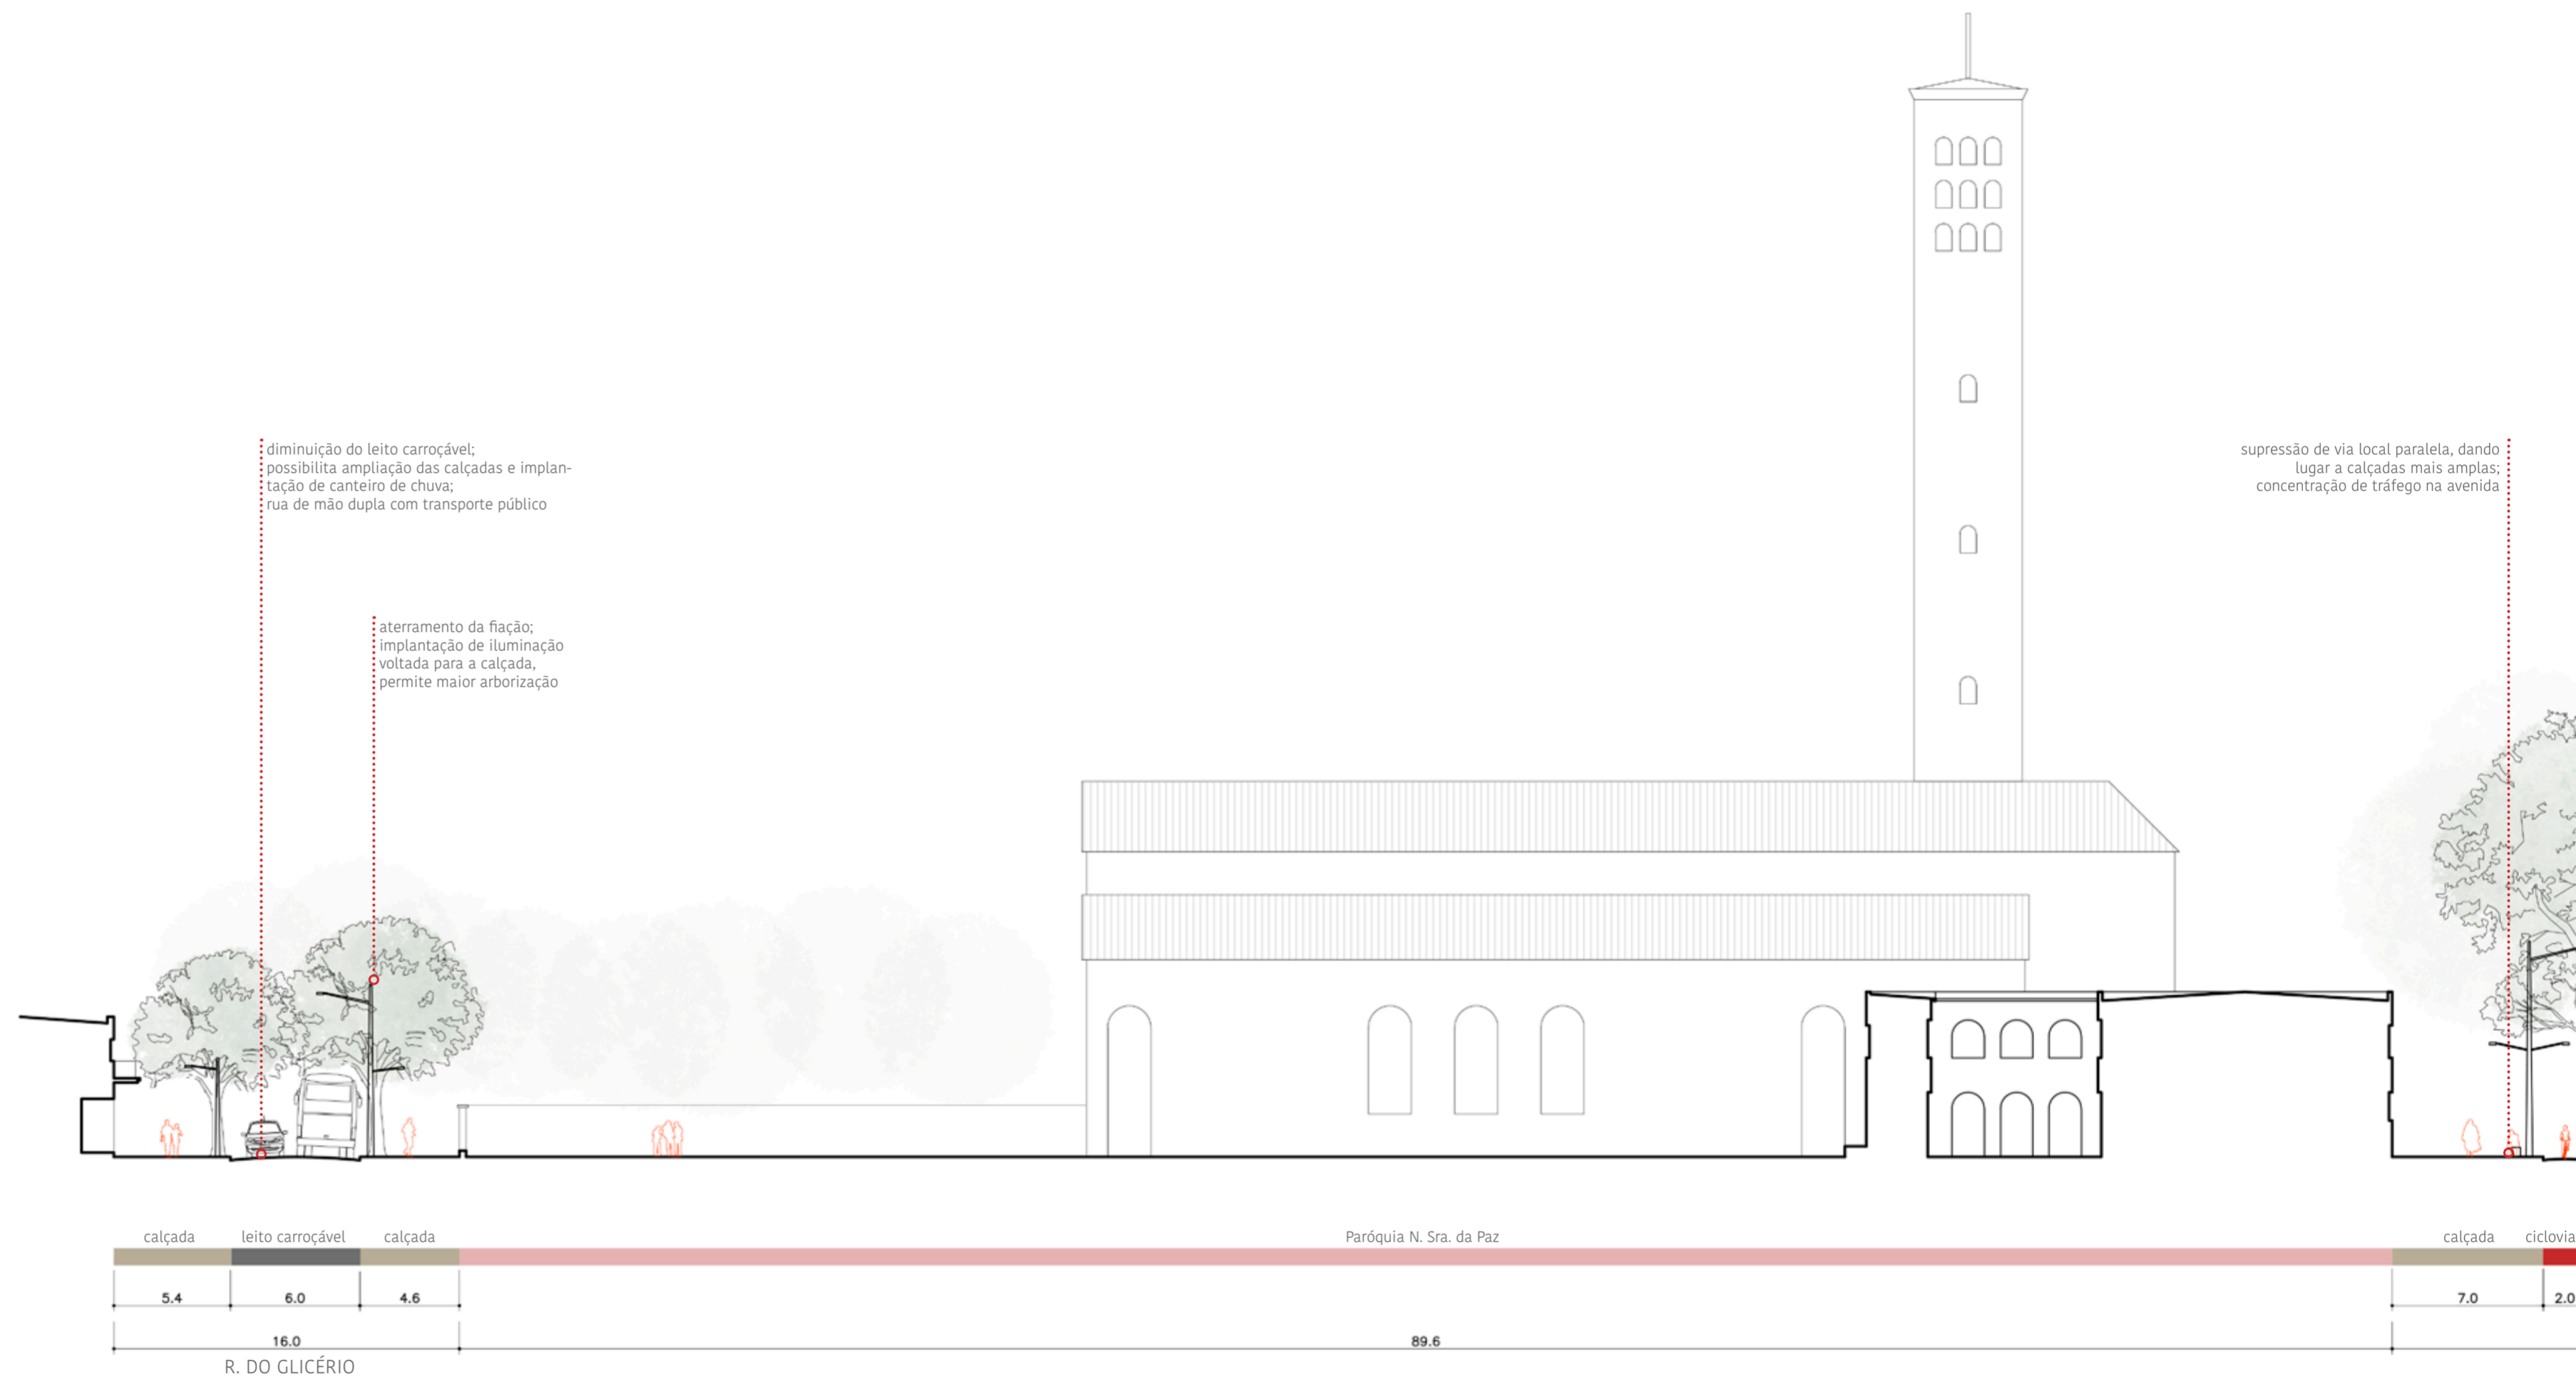 diminuição do leito carroçável;
possibilita ampliação das calçadas e implan-
tação de canteiro de chuva;
rua de mão dupla com transporte público
supressão de via local paralela, dando
lugar a calçadas mais amplas;
concentração de tráfego na avenida
aterramento da fiação;
implantação de iluminação
voltada para a calçada,
permite maior arborização
calçada leito carroçável calçada Paróquia N. Sra. da Paz calçada ciclovia
5.4 6.0 4.6 7.0 2.0
16.0 89.6
R. DO GLICÉRIO